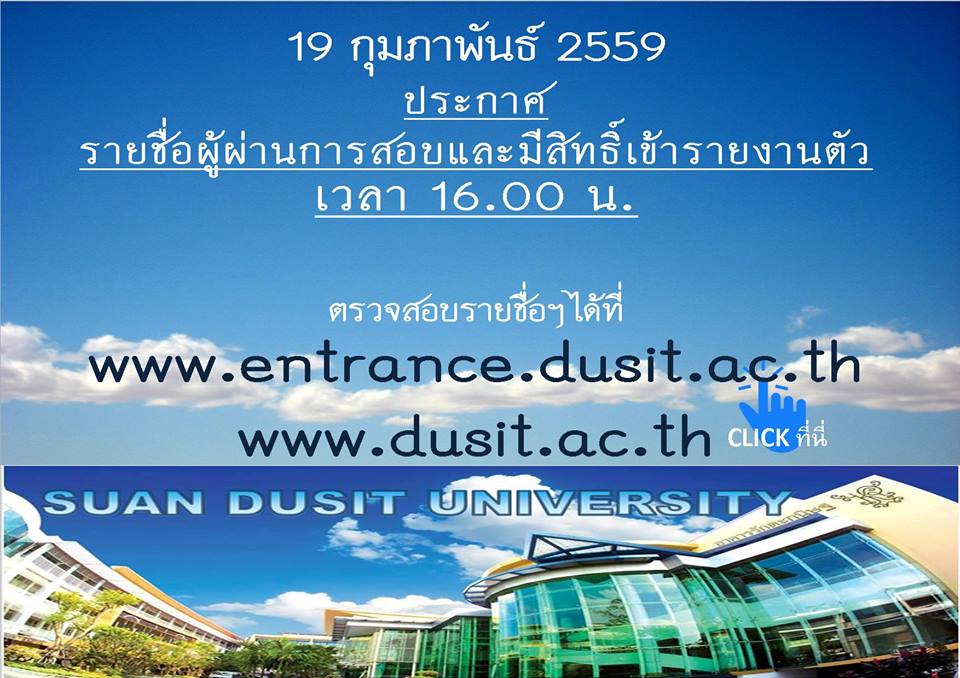 19 กุมภาพันธ์ 2559
ประกาศ
รายชื่อผู้ผ่านการสอบและมีสิทธิ์เข้ารายงานตัว
เวลา 16.00 น.
ตรวจสอบรายชื่อฯได้ที่
www.entrance.dusit.ac.th
www.dusit.ac.th
CLICK ที่นี่
SUAN DUSIT UNIVERSITY